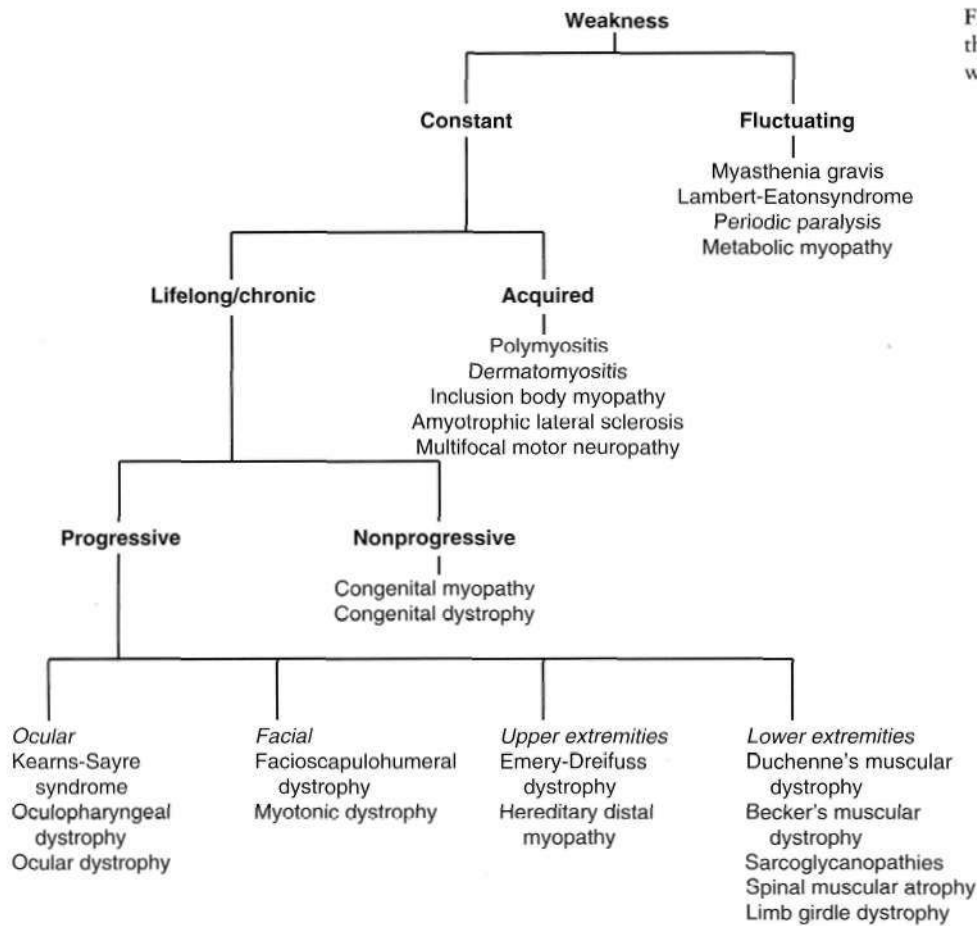 Weakness
Constant
Fluctuating
Myasthenia gravis
Lambert-Eatonsyndrome
Periodic paralysis
Metabolic myopathy
Lifelong/chronic
Acquired
Polymyositis
Dermatomyositis
Inclusion body myopathy
Amyotrophic lateral sclerosis
Multifocal motor neuropathy
Progressive
Nonprogressive
Congenital myopathy
Congenital dystrophy
Ocular
Kearns-Sayre
syndrome
Oculopharyngeal
dystrophy
Ocular dystrophy
Facial
Facioscapulohumeral
dystrophy
Myotonic dystrophy
Upper extremities
Emery-Dreifuss
dystrophy
Hereditary distal
myopathy
Lower extremities
Duchenne's muscular
dystrophy
Becker's muscular
dystrophy
Sarcoglycanopathies
Spinal muscular atrophy
Limb girdle dystrophy